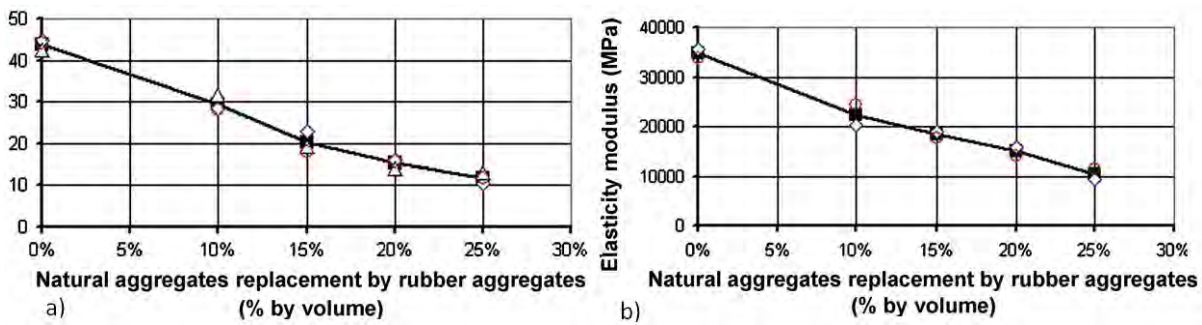 50
40
30
20
10
0
0% 5% 10% 15% 20% 25% 30%
Natural aggregates replacement by rubber aggregates
(% by volume)
a)
Elasticity modulus (MPa)
40000
30000
20000
10000
0
0% 5% 10% 15% 20% 25% 30%
Natural aggregates replacement by rubber aggregates
(% by volume)
b)